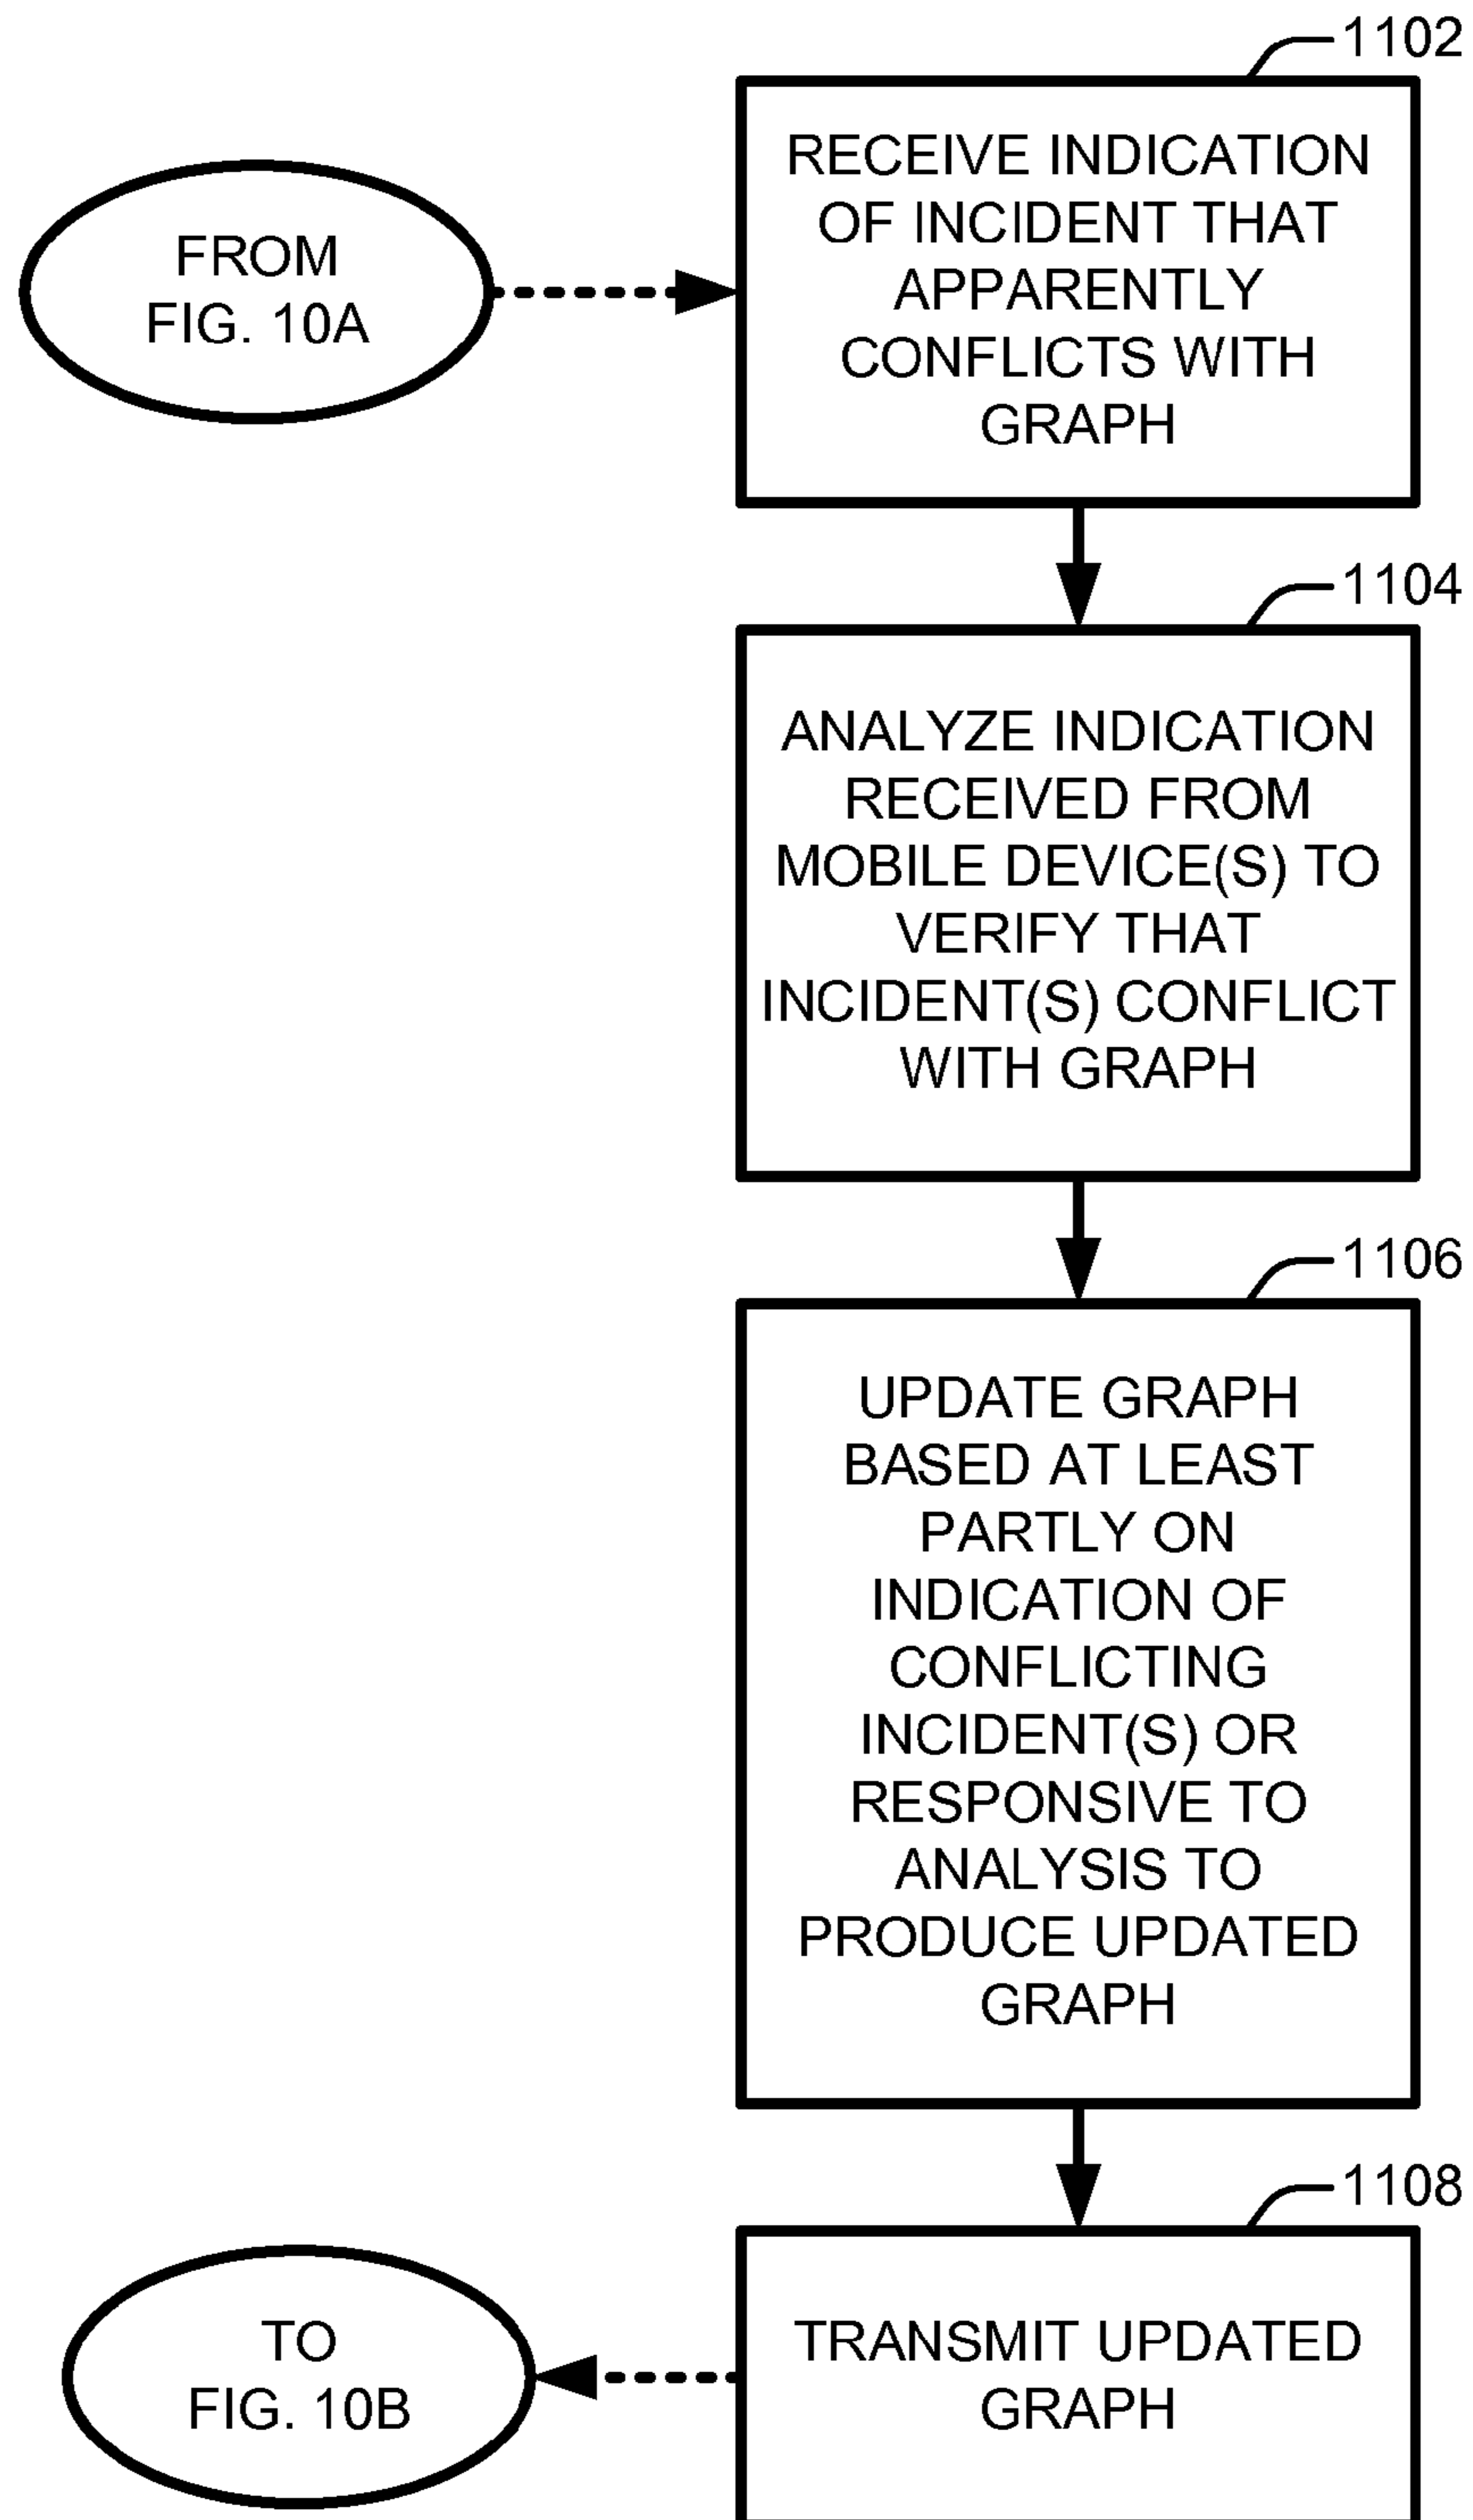 1102
RECEIVE INDICATION
OF INCIDENT THAT
APPARENTLY
CONFLICTS WITH
GRAPH
FROM
FIG. 10A
1104
ANALYZE INDICATION
RECEIVED FROM
MOBILE DEVICE(S) TO
VERIFY THAT
INCIDENT(S) CONFLICT
WITH GRAPH
1106
UPDATE GRAPH
BASED AT LEAST
PARTLY ON
INDICATION OF
CONFLICTING
INCIDENT(S) OR
RESPONSIVE TO
ANALYSIS TO
PRODUCE UPDATED
GRAPH
1108
TRANSMIT UPDATED
GRAPH
TO
FIG. 10B